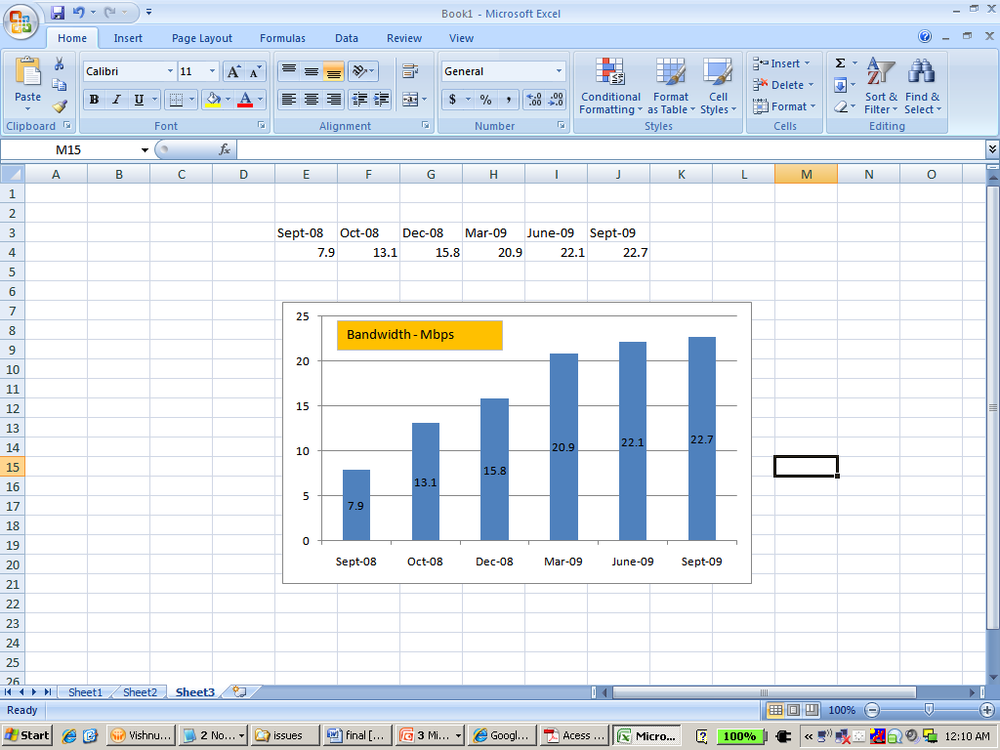 Book1 - Microsoft Excel
Home Insert Page Layout Formulas Data Review View
Paste
Calibri 11
B I U
General
$ % ,
Conditional Formatting
Format as Table
Cell Styles
Insert
Delete
Format
Σ
Sort & Filter
Find & Select
Clipboard Font Alignment Number Styles Cells Editing
M15 fx
A B C D E F G H I J K L M N O
1
2
3 Sept-08 Oct-08 Dec-08 Mar-09 June-09 Sept-09
4 7.9 13.1 15.8 20.9 22.1 22.7
5
6
7
8
9
10
11
12
13
14
15
16
17
18
19
20
21
22
23
24
25
26
Bandwidth - Mbps
25
20
15
10
5
0
7.9 13.1 15.8 20.9 22.1 22.7
Sept-08 Oct-08 Dec-08 Mar-09 June-09 Sept-09
Sheet1 Sheet2 Sheet3
Ready 100%
Start Vishnu... 2 No... issues final [... 3 Mi... Googl... Acess ... Micro... 100% « 12:10 AM